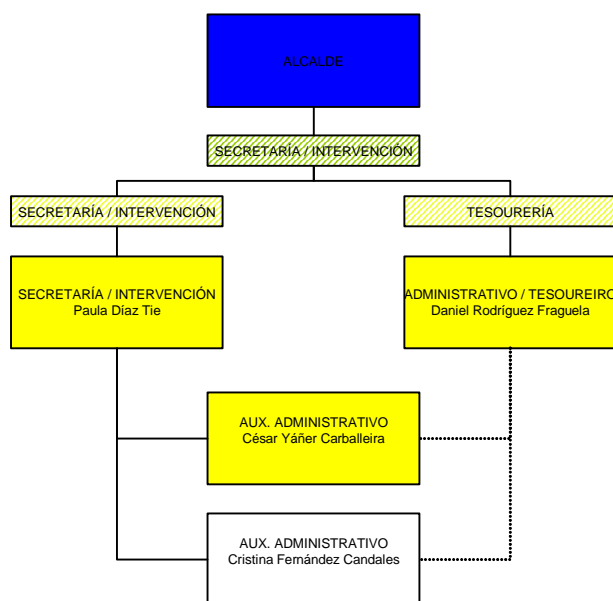 ALCALDE
SECRETARÍA / INTERVENCIÓN
SECRETARÍA / INTERVENCIÓN
TESOURERÍA
SECRETARÍA / INTERVENCIÓN
Paula Díaz Tie
ADMINISTRATIVO / TESOUREIRO
Daniel Rodríguez Fraguela
AUX. ADMINISTRATIVO
César Yáñer Carballeira
AUX. ADMINISTRATIVO
Cristina Fernández Candales